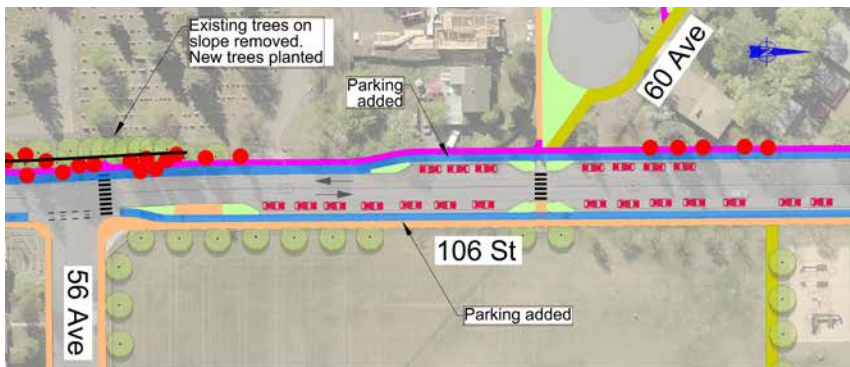 Existing trees on
slope removed.
New trees planted
Parking
added
60 Ave
N
106 St
56 Ave
Parking added